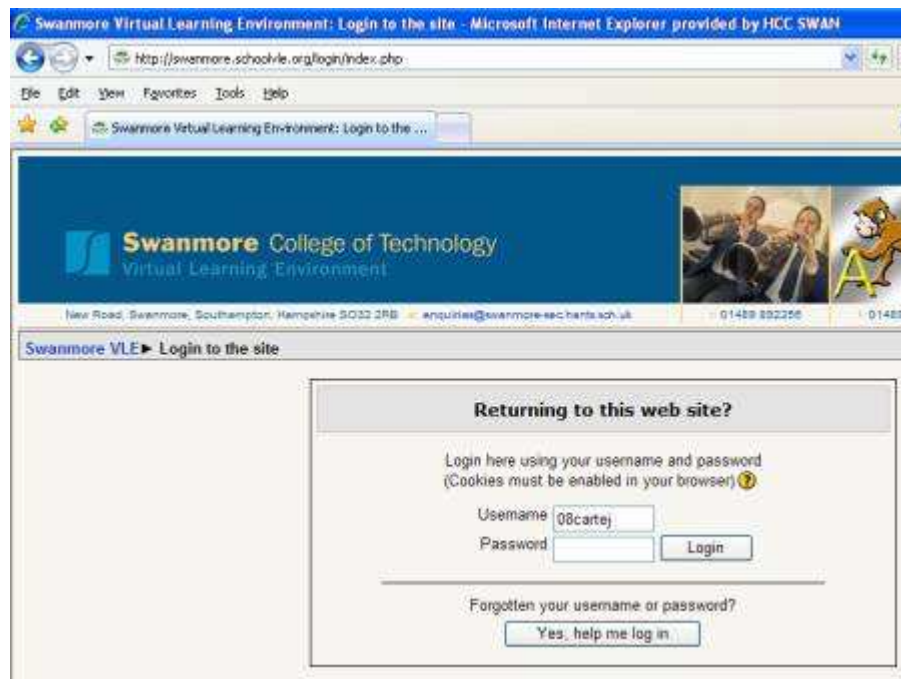 Swanmore Virtual Learning Environment: Login to the site - Microsoft Internet Explorer provided by HCC SWAN
http://swanmore.schoolvle.org/login/index.php
File Edit View Favorites Tools Help
Swanmore Virtual Learning Environment: Login to the ...
Swanmore College of Technology
Virtual Learning Environment
New Road, Swanmore, Southampton, Hampshire SO32 2RB enquiries@swanmore-sec.hants.sch.uk 01489 892256 0148
A
Swanmore VLE► Login to the site
Returning to this web site?
Login here using your username and password
(Cookies must be enabled in your browser) ?
Username 08cartej
Password Login
Forgotten your username or password?
Yes, help me log in